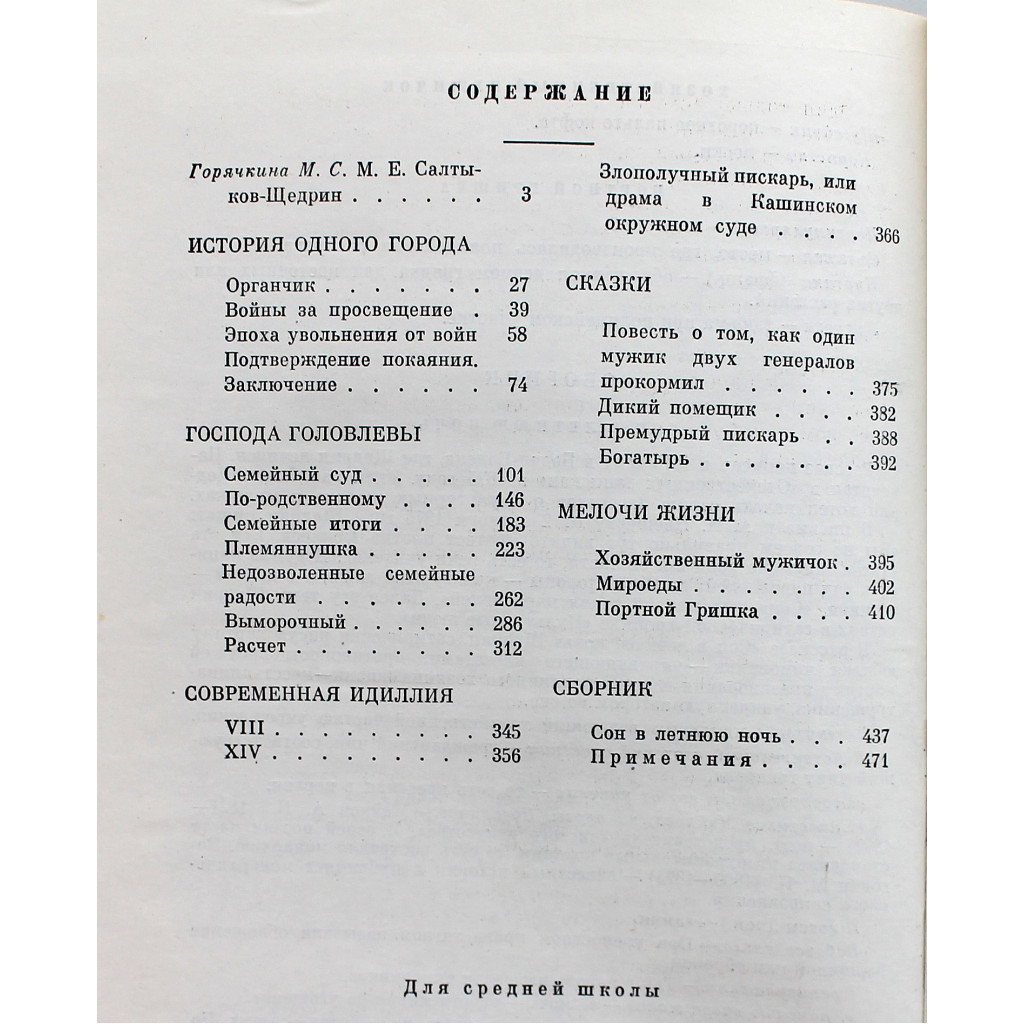 СОДЕРЖАНИЕ
Горячкина М. С. М. Е. Салты-
ков-Щедрин . . . . . . 3
ИСТОРИЯ ОДНОГО ГОРОДА
Органчик . . . . . . . 27
Войны за просвещение . 39
Эпоха увольнения от войн 58
Подтверждение покаяния.
Заключение . . . . . . 74
ГОСПОДА ГОЛОВЛЕВЫ
Семейный суд . . . . . 101
По-родственному . . . . 146
Семейные итоги . . . . 183
Племяннушка . . . . . 223
Недозволенные семейные
радости . . . . . . . 262
Выморочный . . . . . . 286
Расчет . . . . . . . . 312
СОВРЕМЕННАЯ ИДИЛЛИЯ
VIII . . . . . . . . . 345
XIV . . . . . . . . . 356
Злополучный пискарь, или
драма в Кашинском
окружном суде . . . . 366
СКАЗКИ
Повесть о том, как один
мужик двух генералов
прокормил . . . . . . 375
Дикий помещик . . . . 382
Премудрый пискарь . . 388
Богатырь . . . . . . . 392
МЕЛОЧИ ЖИЗНИ
Хозяйственный мужичок . 395
Мироеды . . . . . . . 402
Портной Гришка . . . . 410
СБОРНИК
Сон в летнюю ночь . . . 437
Примечания . . . . 471
Для средней школы